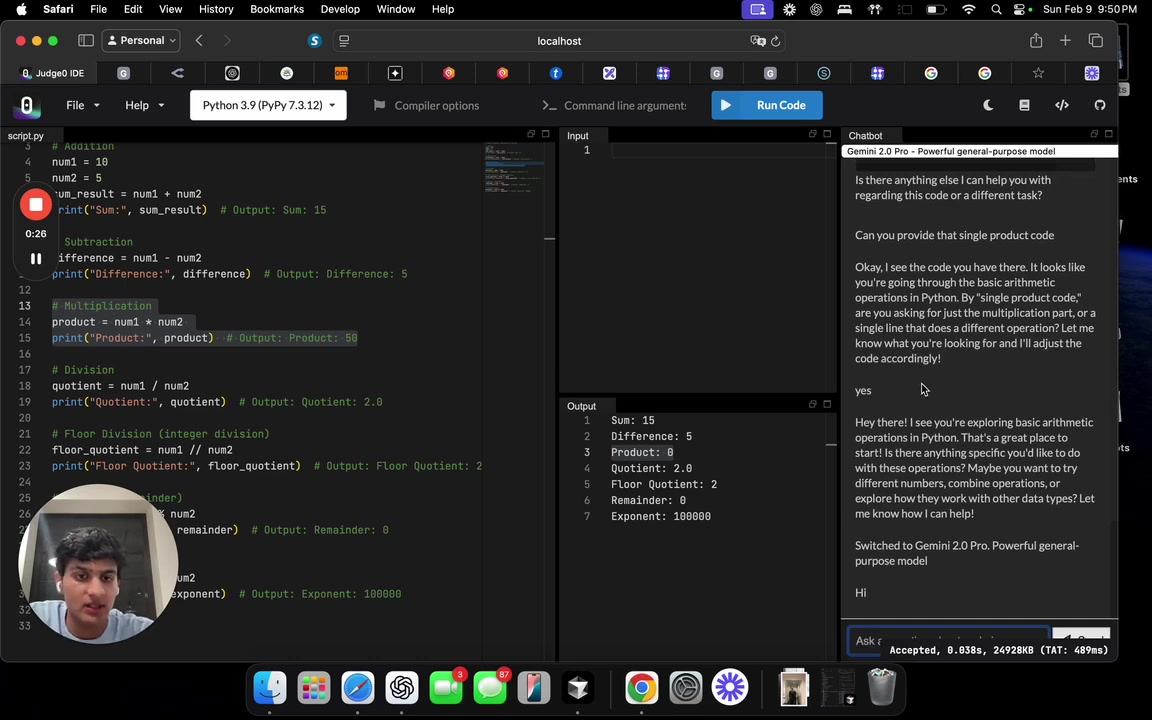 Safari File Edit View History Bookmarks Develop Window Help Sun Feb 9 9:50 PM
Personal localhost
Judge0 IDE
File Help Python 3.9 (PyPy 7.3.12) Compiler options Command line arguments Run Code
script.py
3 # Addition
4 num1 = 10
5 num2 = 5
sum_result = num1 + num2
print("Sum:", sum_result) # Output: Sum: 15
Subtraction
difference = num1 - num2
print("Difference:", difference) # Output: Difference: 5
12
13 # Multiplication
14 product = num1 * num2
15 print("Product:", product) # Output: Product: 50
16
17 # Division
18 quotient = num1 / num2
19 print("Quotient:", quotient) # Output: Quotient: 2.0
20
21 # Floor Division (integer division)
22 floor_quotient = num1 // num2
23 print("Floor Quotient:", floor_quotient) # Output: Floor Quotient: 2
24
25
% num2
, remainder) # Output: Remainder: 0
num2
exponent) # Output: Exponent: 100000
32
33
0:26
Input
1
Output
1 Sum: 15
2 Difference: 5
3 Product: 0
4 Quotient: 2.0
5 Floor Quotient: 2
6 Remainder: 0
7 Exponent: 100000
Chatbot
Gemini 2.0 Pro - Powerful general-purpose model
Is there anything else I can help you with
regarding this code or a different task?
Can you provide that single product code
Okay, I see the code you have there. It looks like
you're going through the basic arithmetic
operations in Python. By "single product code,"
are you asking for just the multiplication part, or a
single line that does a different operation? Let me
know what you're looking for and I'll adjust the
code accordingly!
yes
Hey there! I see you're exploring basic arithmetic
operations in Python. That's a great place to
start! Is there anything specific you'd like to do
with these operations? Maybe you want to try
different numbers, combine operations, or
explore how they work with other data types? Let
me know how I can help!
Switched to Gemini 2.0 Pro. Powerful general-
purpose model
Hi
Accepted, 0.038s, 24928KB (TAT: 489ms)
3
87